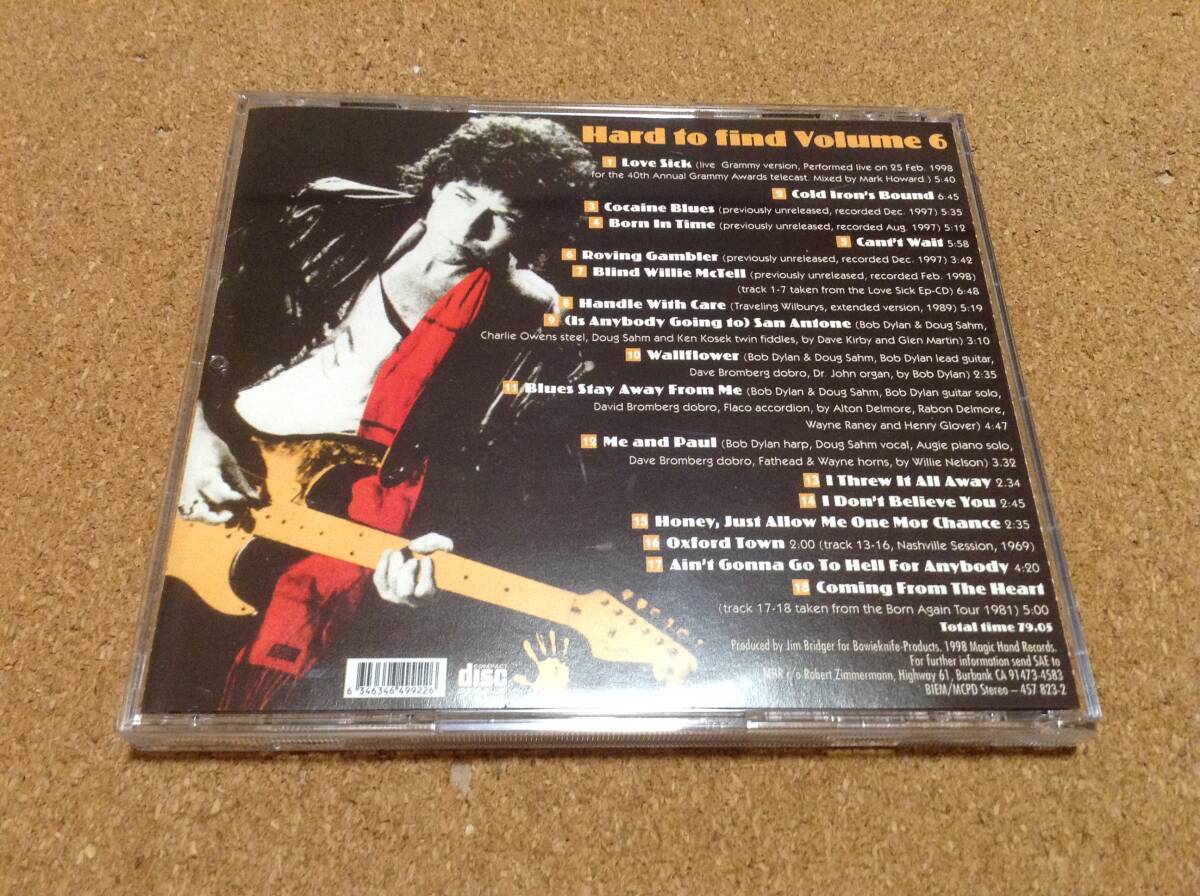 Hard to find Volume 6
1 Love Sick (live Grammy version, Performed live on 25 Feb. 1998
for the 40th Annual Grammy Awards telecast. Mixed by Mark Howard.) 5:40
2 Cold Iron's Bound 6:45
3 Cocaine Blues (previously unreleased, recorded Dec. 1997) 5:35
4 Born In Time (previously unreleased, recorded Aug. 1997) 5:12
5 Cant't Wait 5:58
6 Roving Gambler (previously unreleased, recorded Dec. 1997) 3:42
7 Blind Willie McTell (previously unreleased, recorded Feb. 1998)
(track 1-7 taken from the Love Sick Ep-CD) 6:48
8 Handle With Care (Traveling Wilburys, extended version, 1989) 5:19
9 (Is Anybody Going to) San Antone (Bob Dylan & Doug Sahm,
Charlie Owens steel, Doug Sahm and Ken Kosek twin fiddles, by Dave Kirby and Glen Martin) 3:10
10 Wallflower (Bob Dylan & Doug Sahm, Bob Dylan lead guitar,
Dave Bromberg dobro, Dr. John organ, by Bob Dylan) 2:35
11 Blues Stay Away From Me (Bob Dylan & Doug Sahm, Bob Dylan guitar solo,
David Bromberg dobro, Flaco accordion, by Alton Delmore, Rabon Delmore,
Wayne Raney and Henry Glover) 4:47
12 Me and Paul (Bob Dylan harp, Doug Sahm vocal, Augie piano solo,
Dave Bromberg dobro, Fathead & Wayne horns, by Willie Nelson) 3.32
13 I Threw It All Away 2.34
14 I Don't Believe You 2:45
15 Honey, Just Allow Me One Mor Chance 2:35
16 Oxford Town 2:00 (track 13-16, Nashville Session, 1969)
17 Ain't Gonna Go To Hell For Anybody 4:20
18 Coming From The Heart
(track 17-18 taken from the Born Again Tour 1981) 5:00
Total time 79.05
Produced by Jim Bridger for Bowieknife-Products, 1998 Magic Hand Records.
For further information send SAE to
MHR c/o Robert Zimmermann, Highway 61, Burbank CA 91473-4583
BIEM/MCPD Stereo – 457 823-2
COMPACT
disc
6 346346 499226